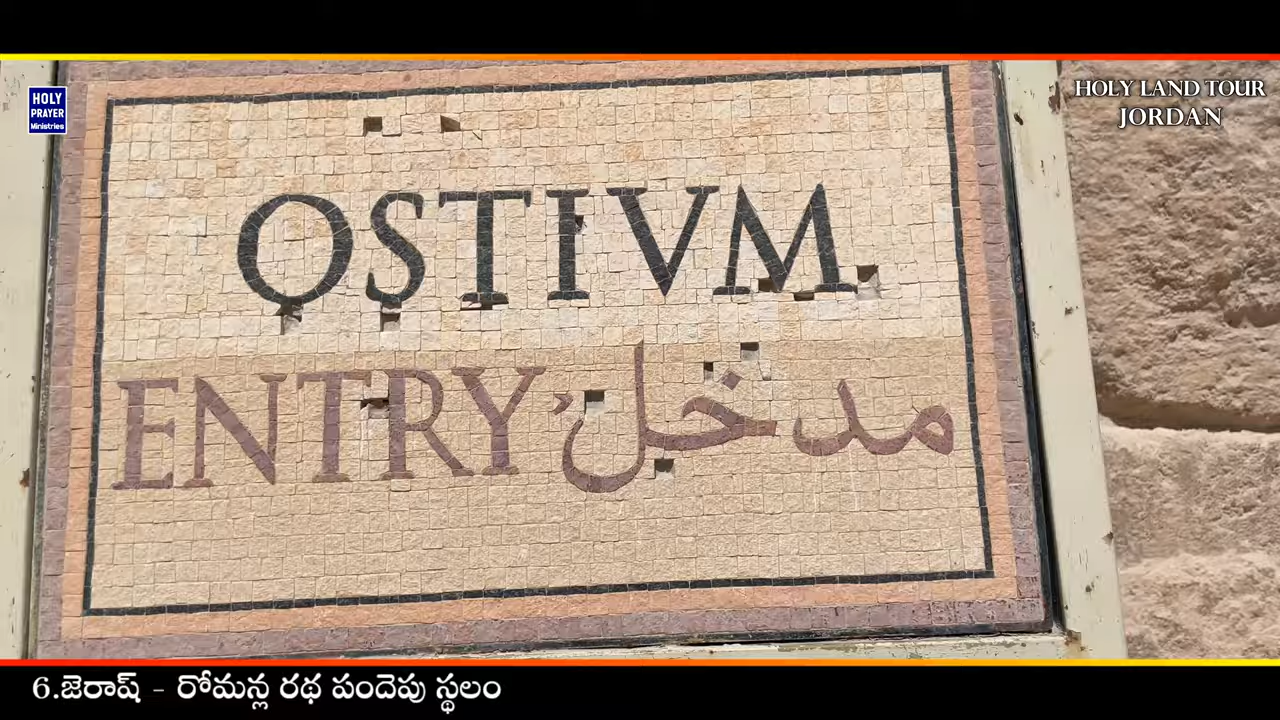 HOLY
PRAYER
Ministries
HOLY LAND TOUR
JORDAN
OSTIVM
ENTRY مدخل
6.జెరాష్ - రోమన్ల రథ పందెపు స్థలం